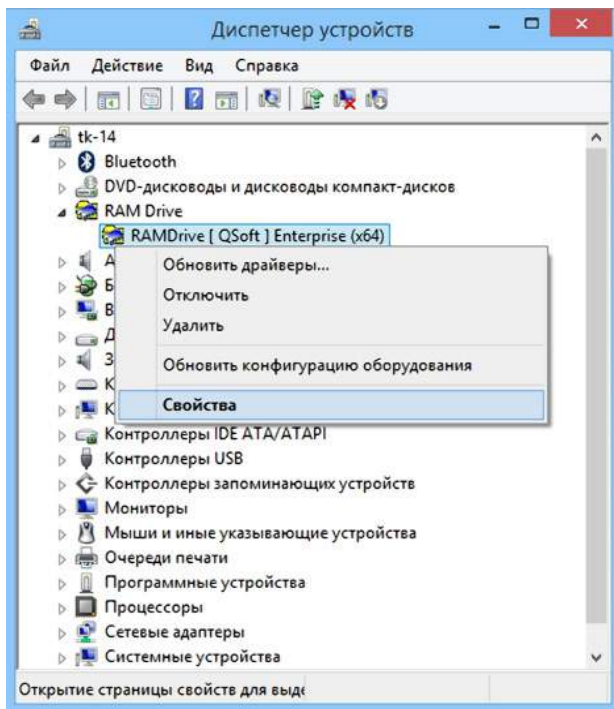 Диспетчер устройств
Файл Действие Вид Справка
tk-14
Bluetooth
DVD-дисководы и дисководы компакт-дисков
RAM Drive
RAMDrive [ QSoft ] Enterprise (x64)
А
Обновить драйверы...
Б
Отключить
В
Удалить
Д
З
Обновить конфигурацию оборудования
К
К
Свойства
Контроллеры IDE ATA/ATAPI
Контроллеры USB
Контроллеры запоминающих устройств
Мониторы
Мыши и иные указывающие устройства
Очереди печати
Программные устройства
Процессоры
Сетевые адаптеры
Системные устройства
Открытие страницы свойств для